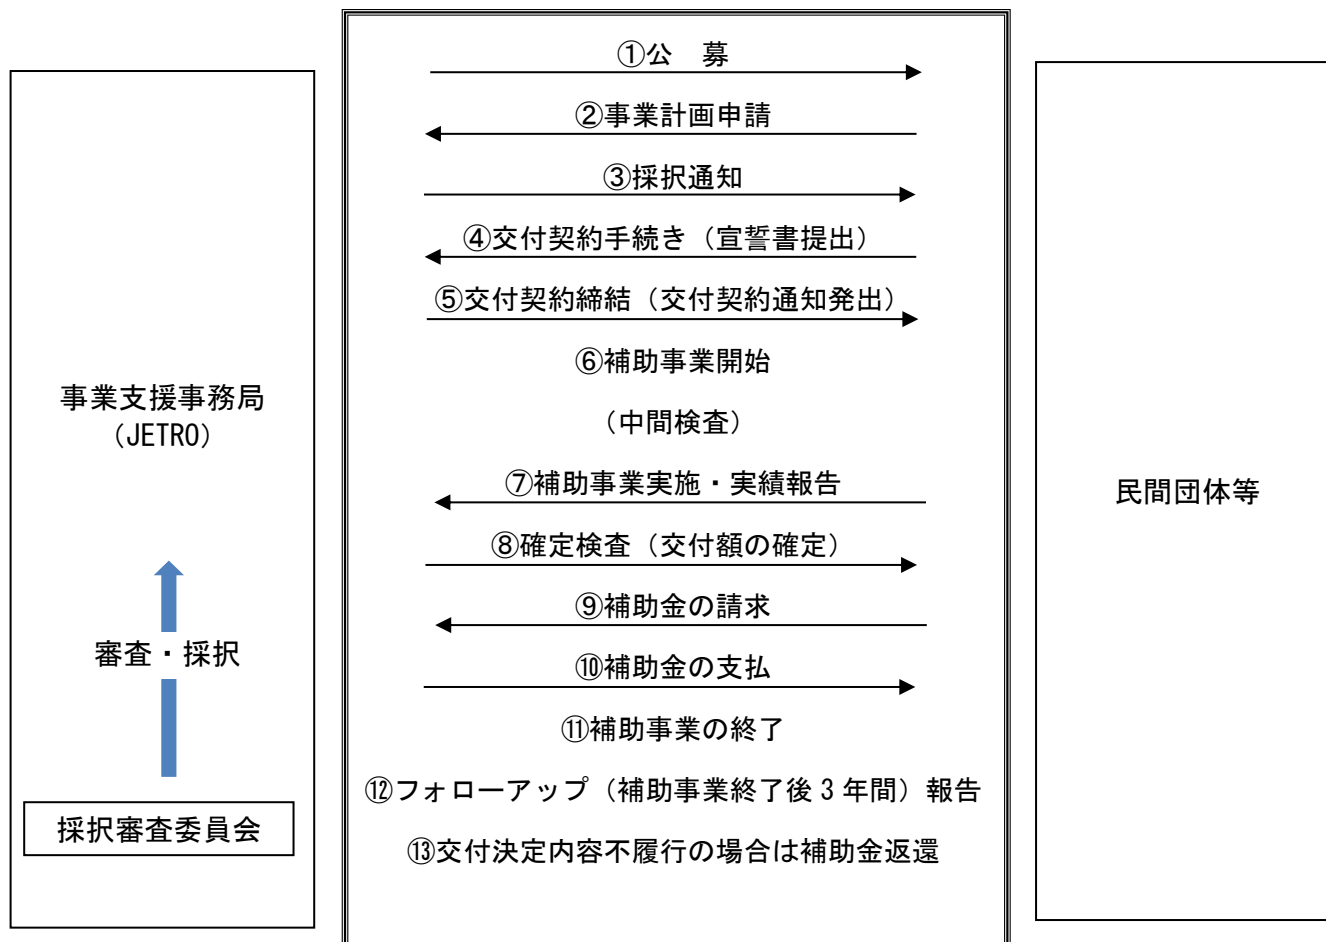 ①公　募
②事業計画申請
③採択通知
④交付契約手続き（宣誓書提出）
⑤交付契約締結（交付契約通知発出）
⑥補助事業開始
（中間検査）
⑦補助事業実施・実績報告
⑧確定検査（交付額の確定）
⑨補助金の請求
⑩補助金の支払
⑪補助事業の終了
⑫フォローアップ（補助事業終了後3年間）報告
⑬交付決定内容不履行の場合は補助金返還
事業支援事務局
（JETRO）
審査・採択
採択審査委員会
民間団体等